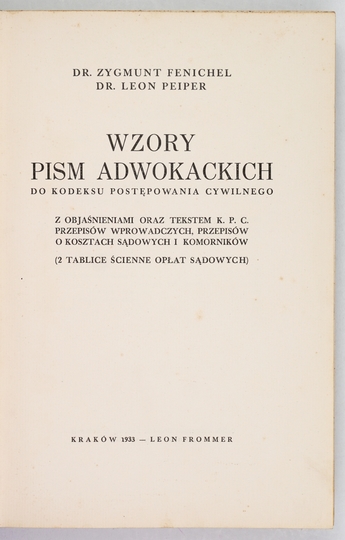 DR. ZYGMUNT FENICHEL
DR. LEON PEIPER
WZORY
PISM ADWOKACKICH
DO KODEKSU POSTĘPOWANIA CYWILNEGO
Z OBJAŚNIENIAMI ORAZ TEKSTEM K. P. C.
PRZEPISÓW WPROWADCZYCH, PRZEPISÓW
O KOSZTACH SĄDOWYCH I KOMORNIKÓW
(2 TABLICE ŚCIENNE OPŁAT SĄDOWYCH)
KRAKÓW 1933 — LEON FROMMER